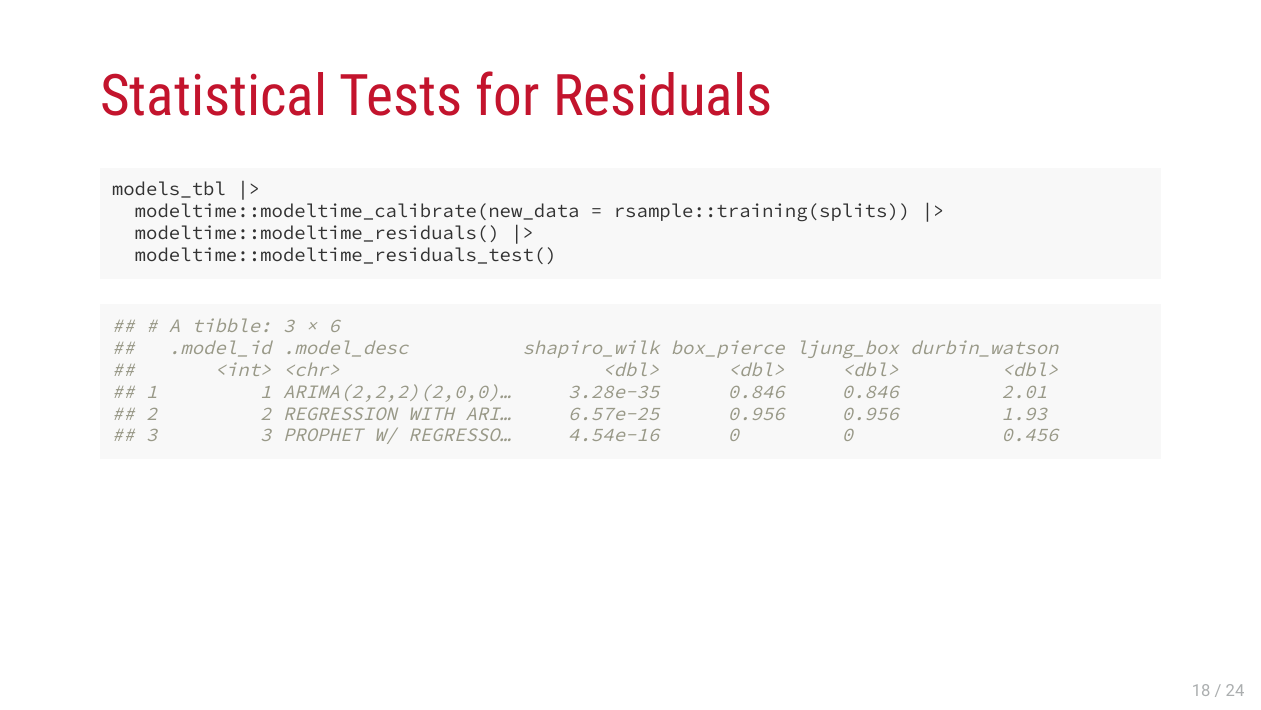 Statistical Tests for Residuals
models_tbl |>
  modeltime::modeltime_calibrate(new_data = rsample::training(splits)) |>
  modeltime::modeltime_residuals() |>
  modeltime::modeltime_residuals_test()
## # A tibble: 3 × 6
##   .model_id .model_desc          shapiro_wilk box_pierce ljung_box durbin_watson
##       <int> <chr>                       <dbl>      <dbl>     <dbl>         <dbl>
## 1         1 ARIMA(2,2,2)(2,0,0)…     3.28e-35      0.846     0.846         2.01
## 2         2 REGRESSION WITH ARI…     6.57e-25      0.956     0.956         1.93
## 3         3 PROPHET W/ REGRESSO…     4.54e-16      0         0             0.456
18 / 24